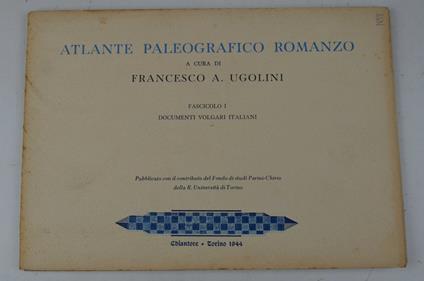 ATLANTE PALEOGRAFICO ROMANZO
A CURA DI
FRANCESCO A. UGOLINI
FASCICOLO I
DOCUMENTI VOLGARI ITALIANI
Pubblicato con il contributo del Fondo di studi Parini-Chirio
della R. Università di Torino
Chiantore • Torino 1944